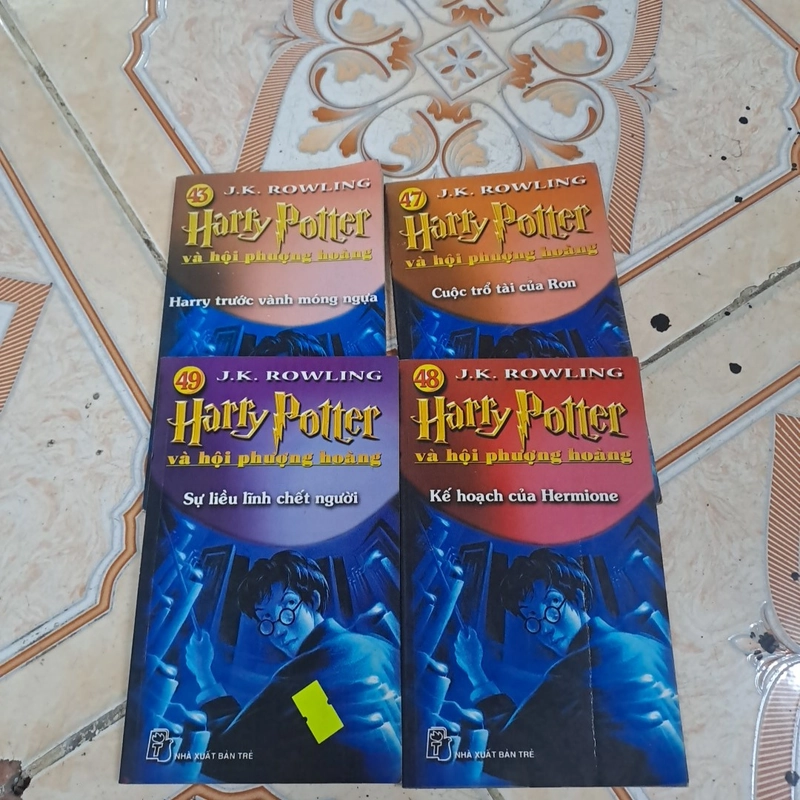 43 J.K. ROWLING
Harry Potter
và hội phượng hoàng
Harry trước vành móng ngựa
47 J.K. ROWLING
Harry Potter
và hội phượng hoàng
Cuộc trổ tài của Ron
49 J.K. ROWLING
Harry Potter
và hội phượng hoàng
Sự liều lĩnh chết người
NHÀ XUẤT BẢN TRẺ
48 J.K. ROWLING
Harry Potter
và hội phượng hoàng
Kế hoạch của Hermione
NHÀ XUẤT BẢN TRẺ